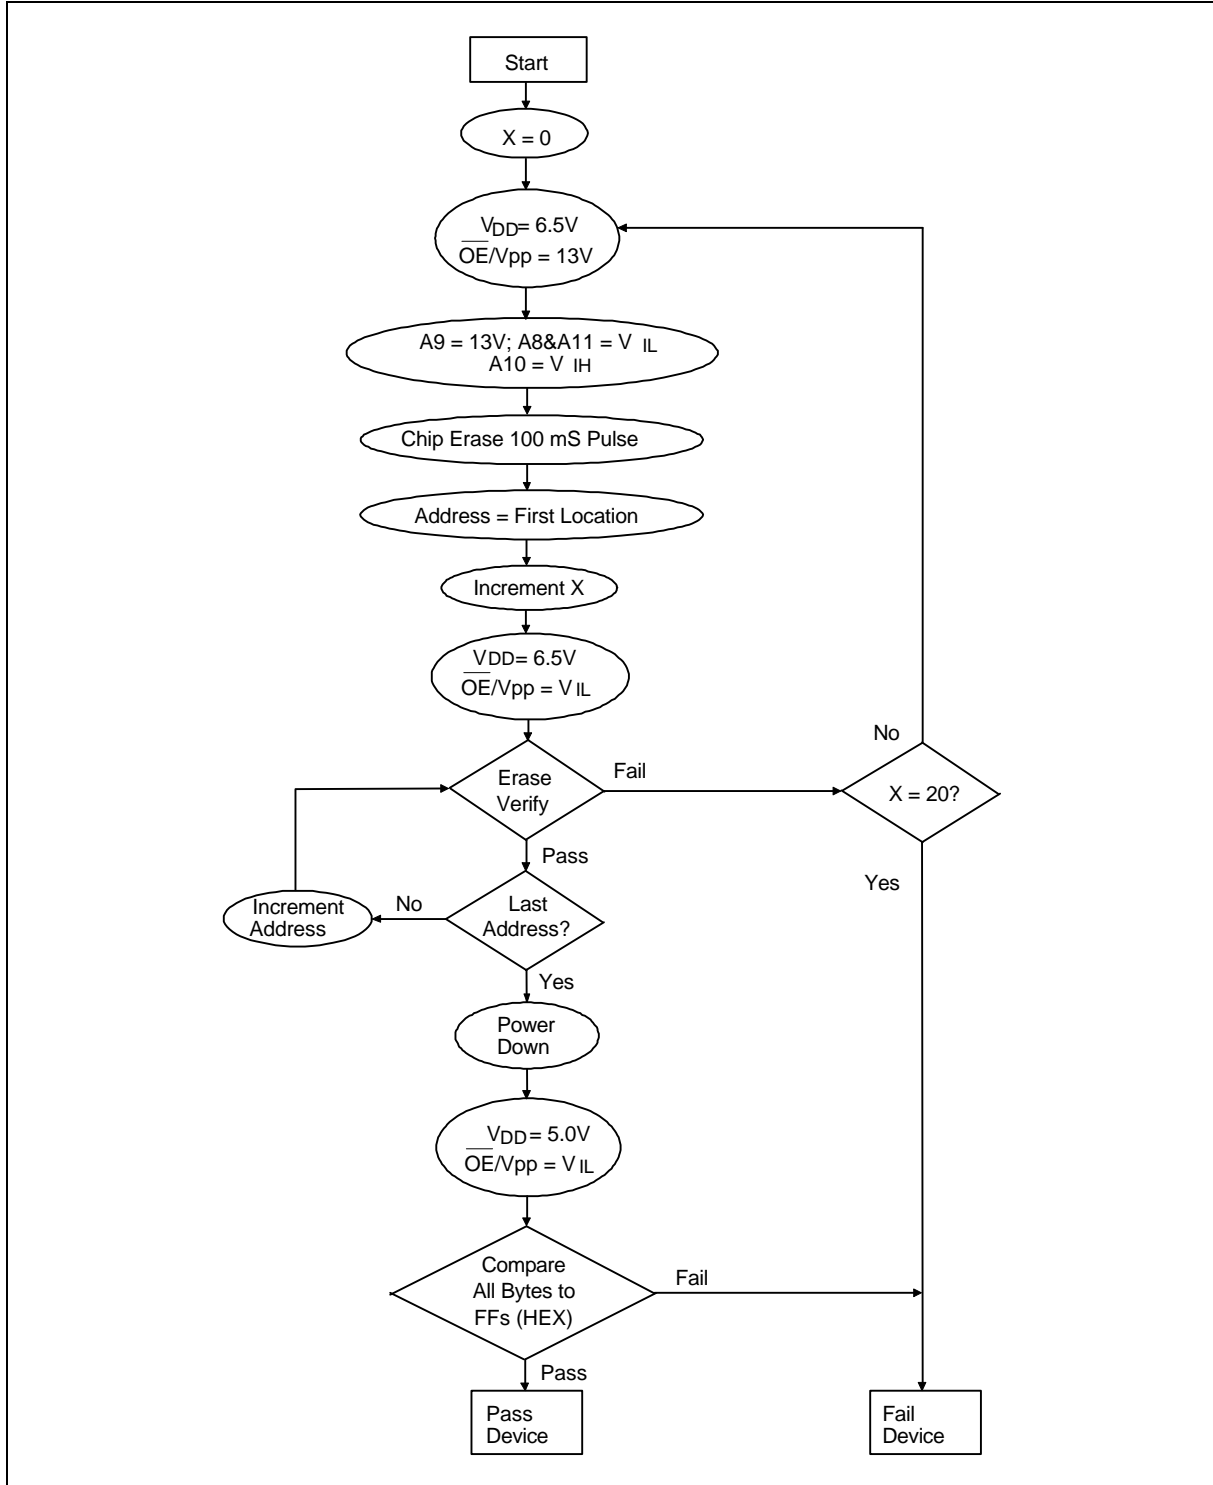 Start
X = 0
VDD= 6.5V
OE/Vpp = 13V
A9 = 13V; A8&A11 = V IL
A10 = V IH
Chip Erase 100 mS Pulse
Address = First Location
Increment X
VDD= 6.5V
OE/Vpp = VIL
No
Erase
Verify
Fail
X = 20?
Pass
Yes
Increment
Address
No
Last
Address?
Yes
Power
Down
VDD= 5.0V
OE/Vpp = VIL
Compare
All Bytes to
FFs (HEX)
Fail
Pass
Pass
Device
Fail
Device